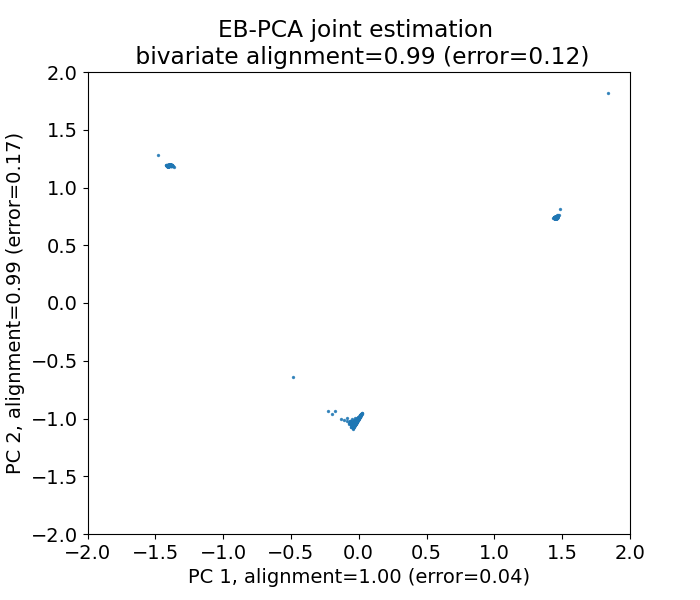 EB-PCA joint estimation
bivariate alignment=0.99 (error=0.12)
PC 2, alignment=0.99 (error=0.17)
2.0
1.5
1.0
0.5
0.0
−0.5
−1.0
−1.5
−2.0
−2.0 −1.5 −1.0 −0.5 0.0 0.5 1.0 1.5 2.0
PC 1, alignment=1.00 (error=0.04)